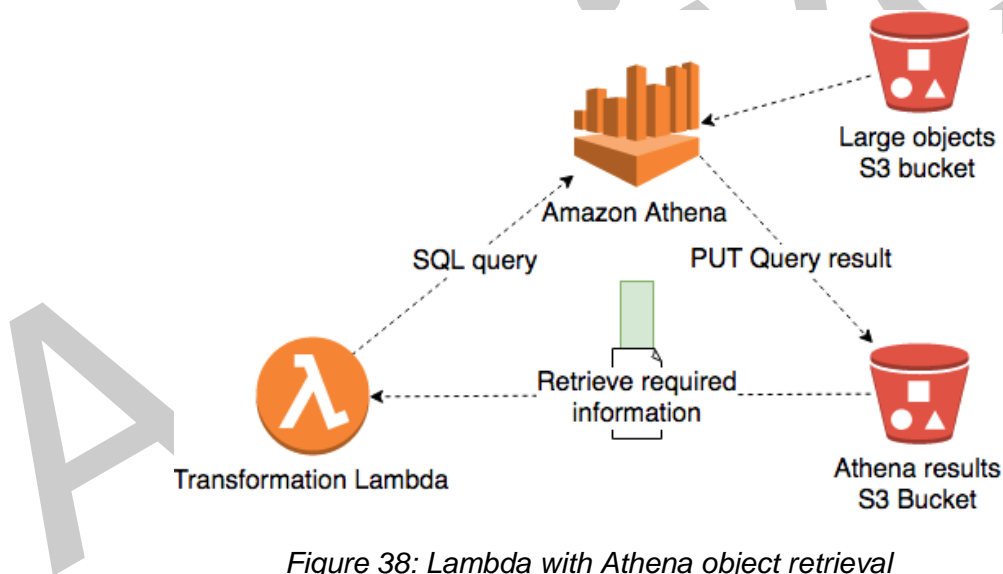 Large objects
S3 bucket
Amazon Athena
SQL query
PUT Query result
Retrieve required
information
Transformation Lambda
Athena results
S3 Bucket
Figure 38: Lambda with Athena object retrieval